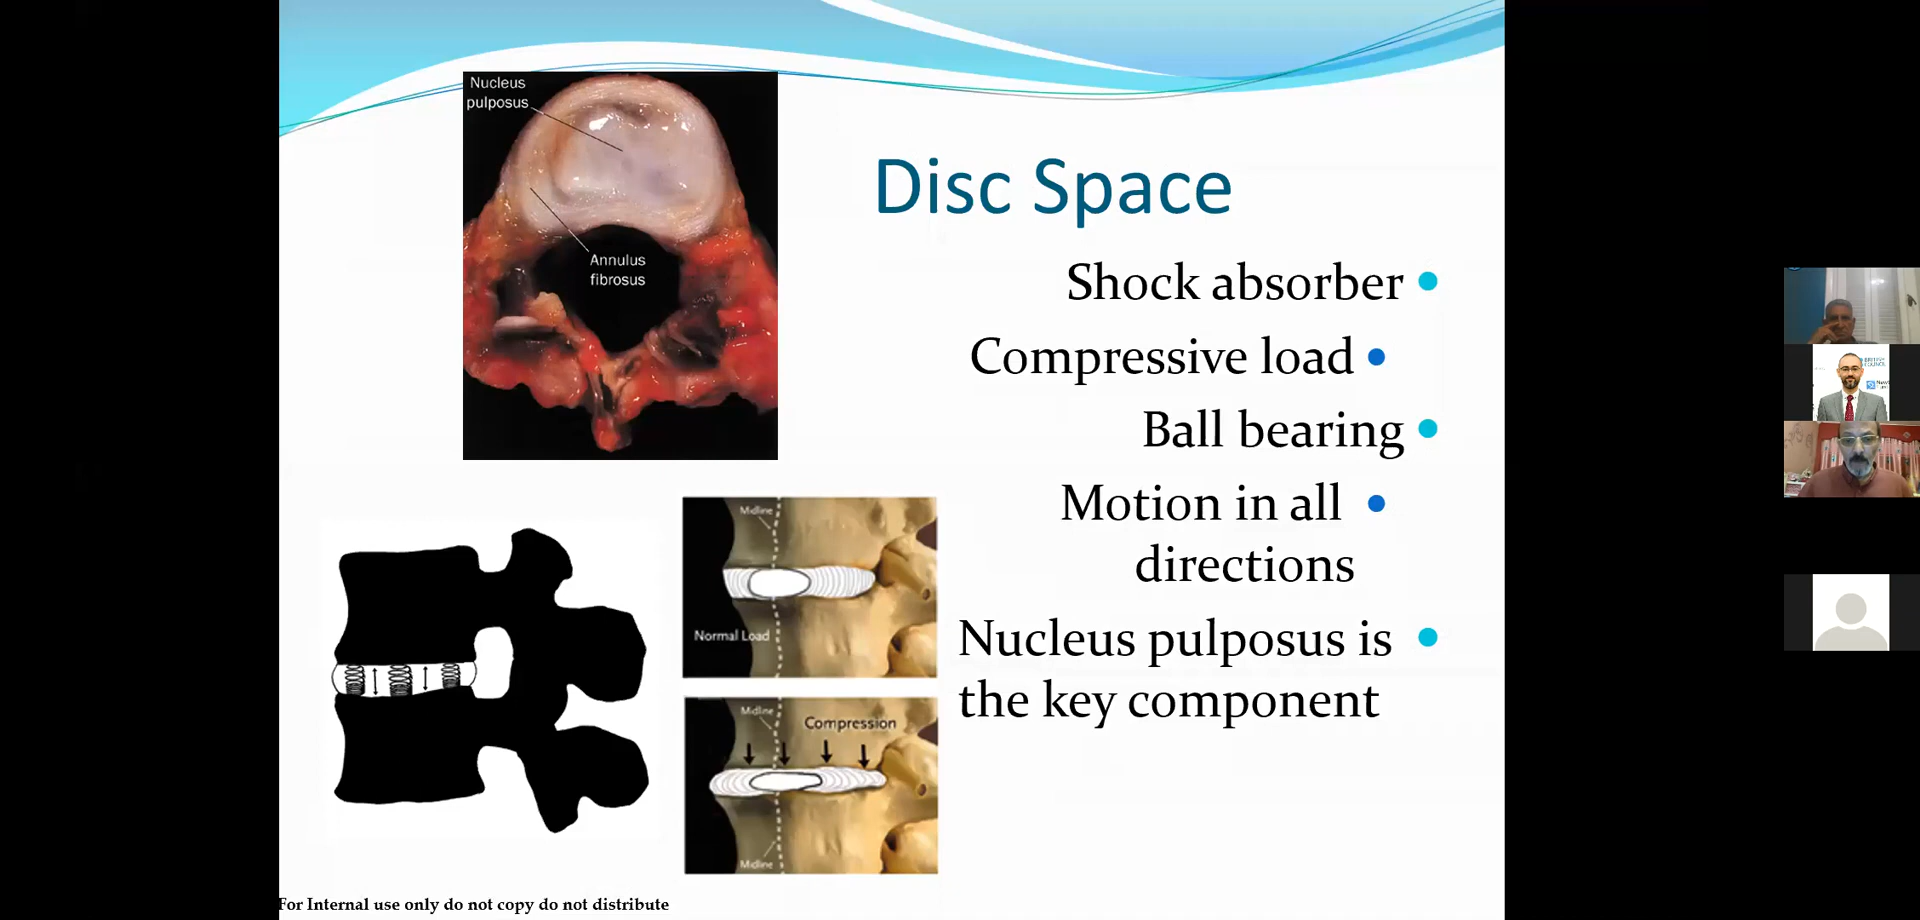 Nucleus
pulposus
Annulus
fibrosus
Disc Space
Shock absorber
Compressive load
Ball bearing
Motion in all
directions
Nucleus pulposus is
the key component
Midline
Normal Load
Midline
Compression
Midline
For Internal use only do not copy do not distribute